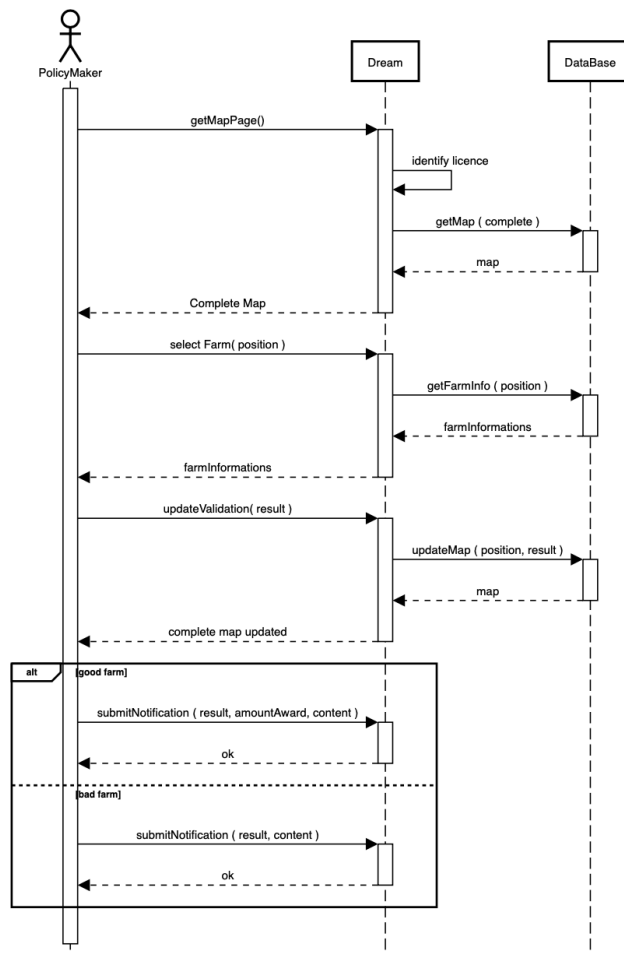 PolicyMaker
Dream
DataBase
getMapPage()
identify licence
getMap ( complete )
map
Complete Map
select Farm( position )
getFarmInfo ( position )
farmInformations
farmInformations
updateValidation( result )
updateMap ( position, result )
map
complete map updated
alt
[good farm]
submitNotification ( result, amountAward, content )
ok
[bad farm]
submitNotification ( result, content )
ok